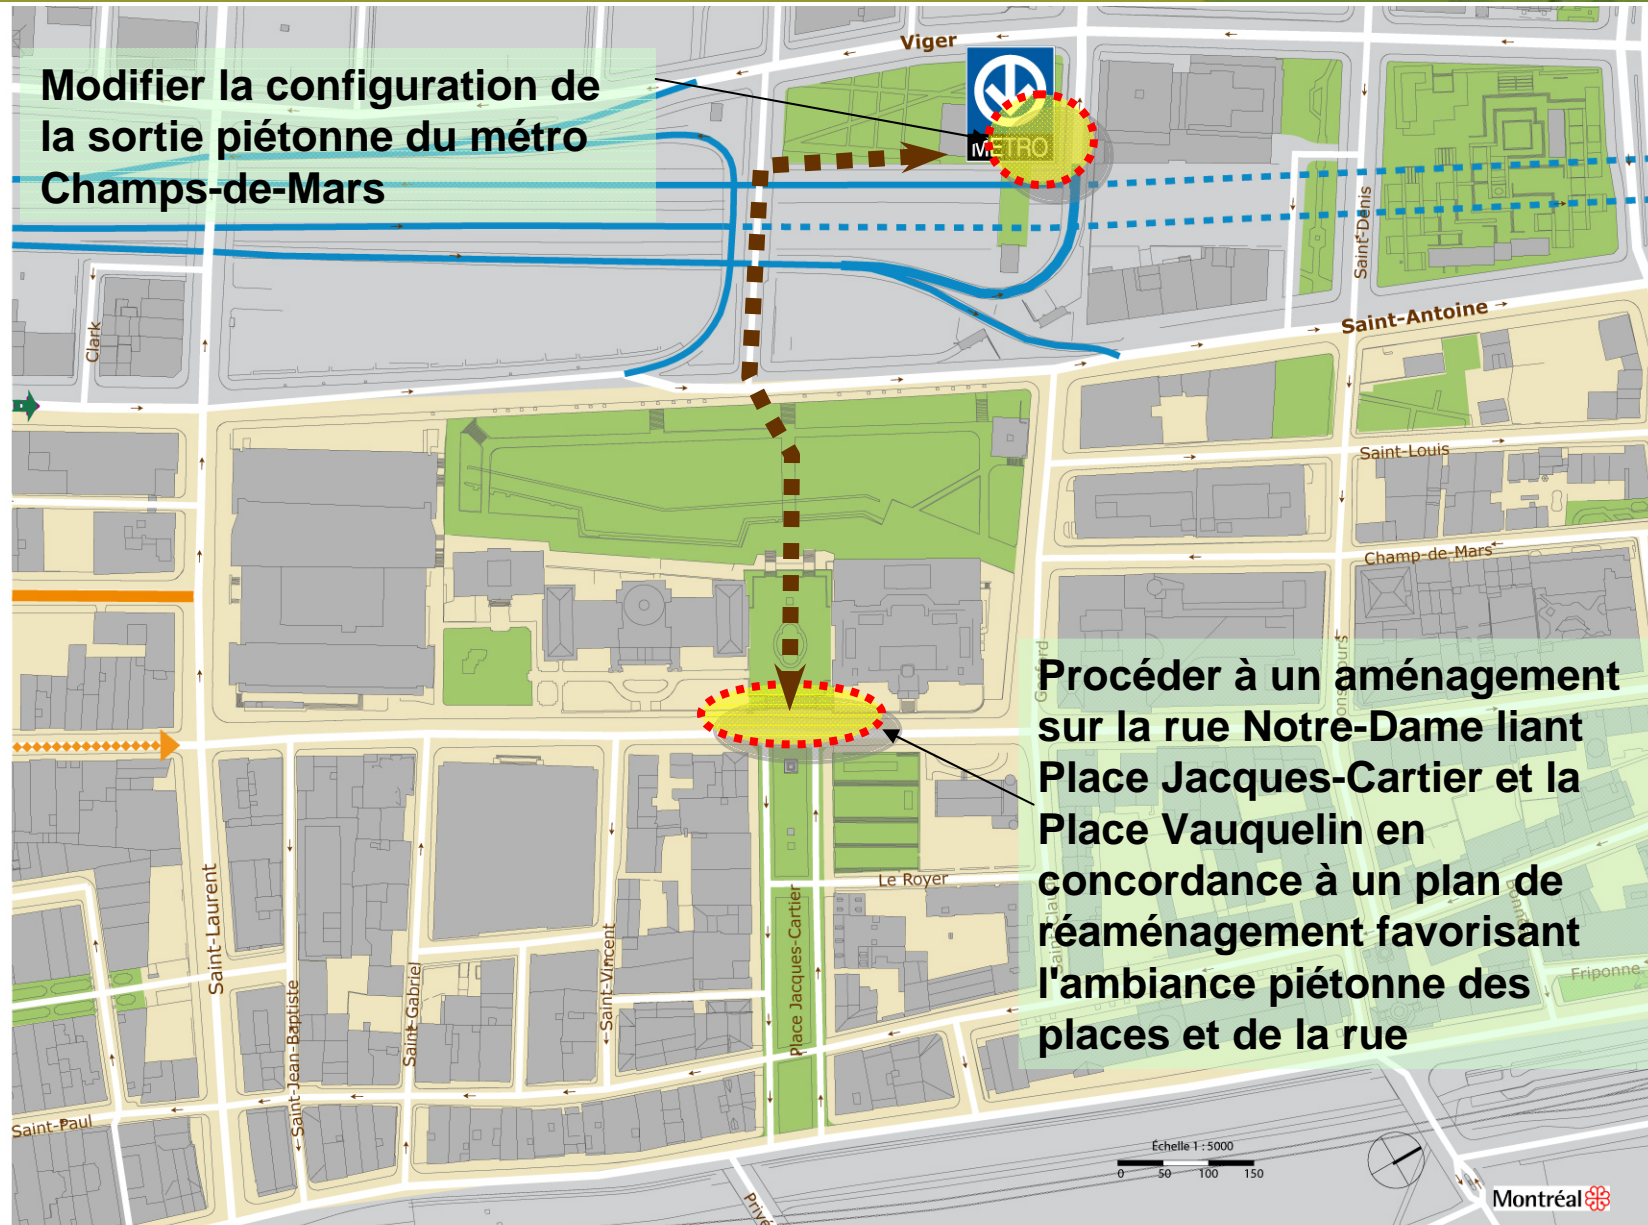 Viger
Modifier la configuration de
la sortie piétonne du métro
Champs-de-Mars
METRO
Saint-Denis
Saint-Antoine
Clark
Saint-Louis
Champ-de-Mars
Procéder à un aménagement
sur la rue Notre-Dame liant
Place Jacques-Cartier et la
Place Vauquelin en
concordance à un plan de
réaménagement favorisant
l'ambiance piétonne des
places et de la rue
Le Royer
Saint-Laurent
Place Jacques-Cartier
Saint-Vincent
Saint-Gabriel
Saint-Jean-Baptiste
Friponne
Saint-Paul
Privé
Échelle 1 : 5000
0 50 100 150
Montréal